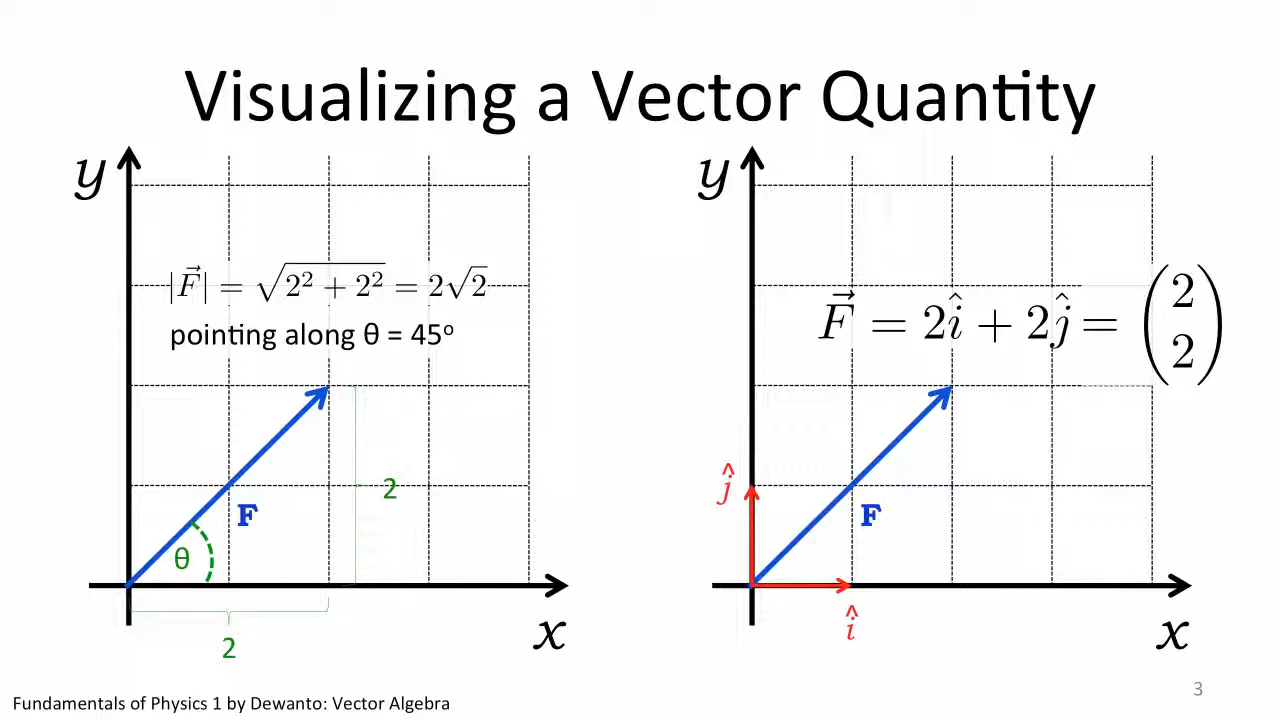 Visualizing a Vector Quantity
y
|F⃗| = √(2² + 2²) = 2√2
pointing along θ = 45º
2
F
θ
2
x
y
F⃗ = 2î + 2ĵ = (2 2)
ĵ
F
î
x
Fundamentals of Physics 1 by Dewanto: Vector Algebra
3